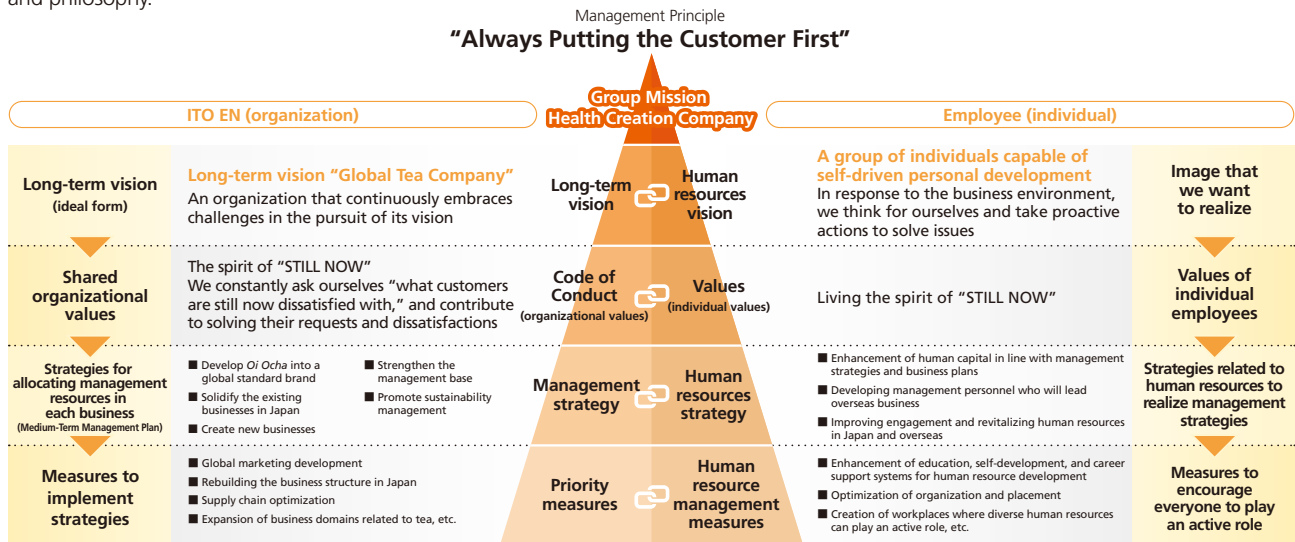 and philosophy.
Management Principle
“Always Putting the Customer First”
Group Mission
Health Creation Company
ITO EN (organization)
Employee (individual)
Long-term vision
(ideal form)
Long-term vision “Global Tea Company”
An organization that continuously embraces
challenges in the pursuit of its vision
Long-term
vision
Human
resources
vision
A group of individuals capable of
self-driven personal development
In response to the business environment,
we think for ourselves and take proactive
actions to solve issues
Image that
we want
to realize
Shared
organizational
values
The spirit of “STILL NOW”
We constantly ask ourselves “what customers
are still now dissatisfied with,” and contribute
to solving their requests and dissatisfactions
Code of
Conduct
(organizational values)
Values
(individual values)
Living the spirit of “STILL NOW”
Values of
individual
employees
Strategies for
allocating management
resources in
each business
(Medium-Term Management Plan)
■ Develop Oi Ocha into a
global standard brand
■ Solidify the existing
businesses in Japan
■ Create new businesses
■ Strengthen the
management base
■ Promote sustainability
management
Management
strategy
Human
resources
strategy
■ Enhancement of human capital in line with management
strategies and business plans
■ Developing management personnel who will lead
overseas business
■ Improving engagement and revitalizing human resources
in Japan and overseas
Strategies related to
human resources to
realize management
strategies
Measures to
implement
strategies
■ Global marketing development
■ Rebuilding the business structure in Japan
■ Supply chain optimization
■ Expansion of business domains related to tea, etc.
Priority
measures
Human
resource
management
measures
■ Enhancement of education, self-development, and career
support systems for human resource development
■ Optimization of organization and placement
■ Creation of workplaces where diverse human resources
can play an active role, etc.
Measures to
encourage
everyone to play
an active role